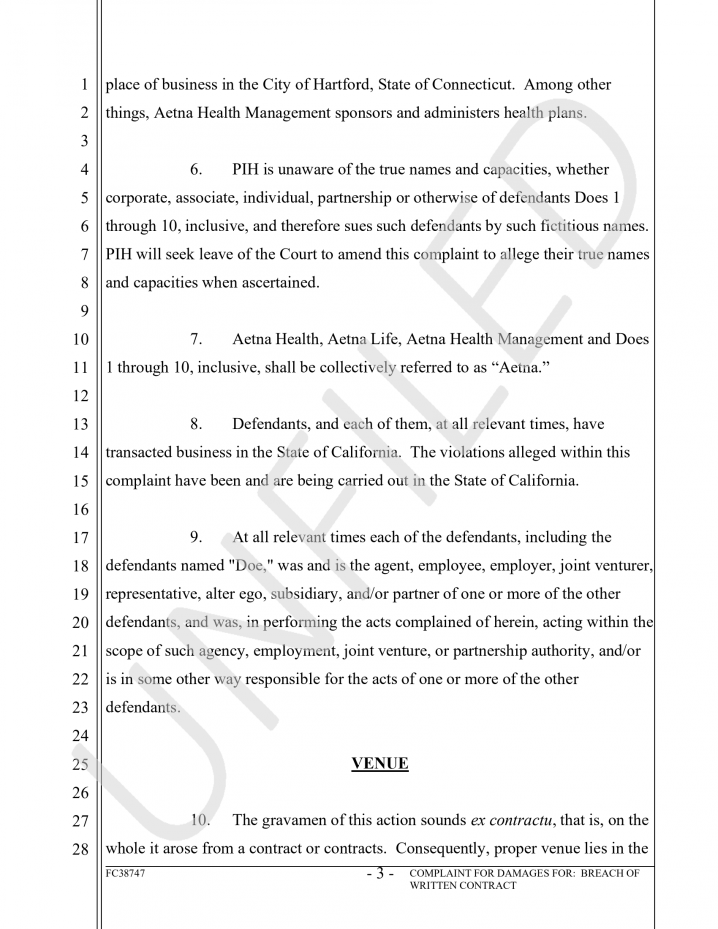 1 place of business in the City of Hartford, State of Connecticut.  Among other
2 things, Aetna Health Management sponsors and administers health plans.
3
4 6. PIH is unaware of the true names and capacities, whether
5 corporate, associate, individual, partnership or otherwise of defendants Does 1
6 through 10, inclusive, and therefore sues such defendants by such fictitious names.
7 PIH will seek leave of the Court to amend this complaint to allege their true names
8 and capacities when ascertained.
9
10 7. Aetna Health, Aetna Life, Aetna Health Management and Does
11 1 through 10, inclusive, shall be collectively referred to as “Aetna.”
12
13 8. Defendants, and each of them, at all relevant times, have
14 transacted business in the State of California.  The violations alleged within this
15 complaint have been and are being carried out in the State of California.
16
17 9. At all relevant times each of the defendants, including the
18 defendants named "Doe," was and is the agent, employee, employer, joint venturer,
19 representative, alter ego, subsidiary, and/or partner of one or more of the other
20 defendants, and was, in performing the acts complained of herein, acting within the
21 scope of such agency, employment, joint venture, or partnership authority, and/or
22 is in some other way responsible for the acts of one or more of the other
23 defendants.
24
25 VENUE
26
27 10. The gravamen of this action sounds ex contractu, that is, on the
28 whole it arose from a contract or contracts.  Consequently, proper venue lies in the
FC38747 - 3 - COMPLAINT FOR DAMAGES FOR:  BREACH OF
WRITTEN CONTRACT
UNFILED